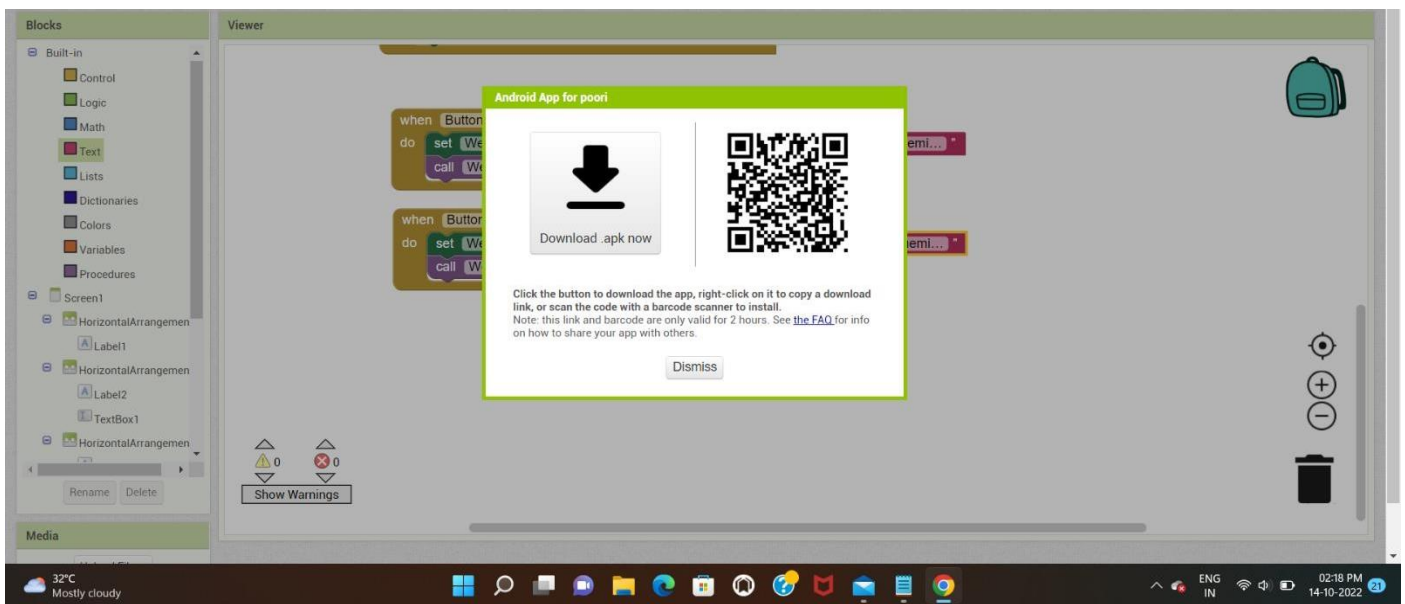 Blocks
Viewer
Built-in
Control
Logic
Math
Text
Lists
Dictionaries
Colors
Variables
Procedures
Screen1
HorizontalArrangemen
Label1
HorizontalArrangemen
Label2
TextBox1
HorizontalArrangemen
Rename Delete
Media
when Button
do set We
call We
emi... "
when Button
do set We
call W
emi... "
Android App for poori
Download .apk now
Click the button to download the app, right-click on it to copy a download
link, or scan the code with a barcode scanner to install.
Note: this link and barcode are only valid for 2 hours. See the FAQ for info
on how to share your app with others.
Dismiss
0 0
Show Warnings
32°C
Mostly cloudy
ENG
IN
02:18 PM
14-10-2022
21